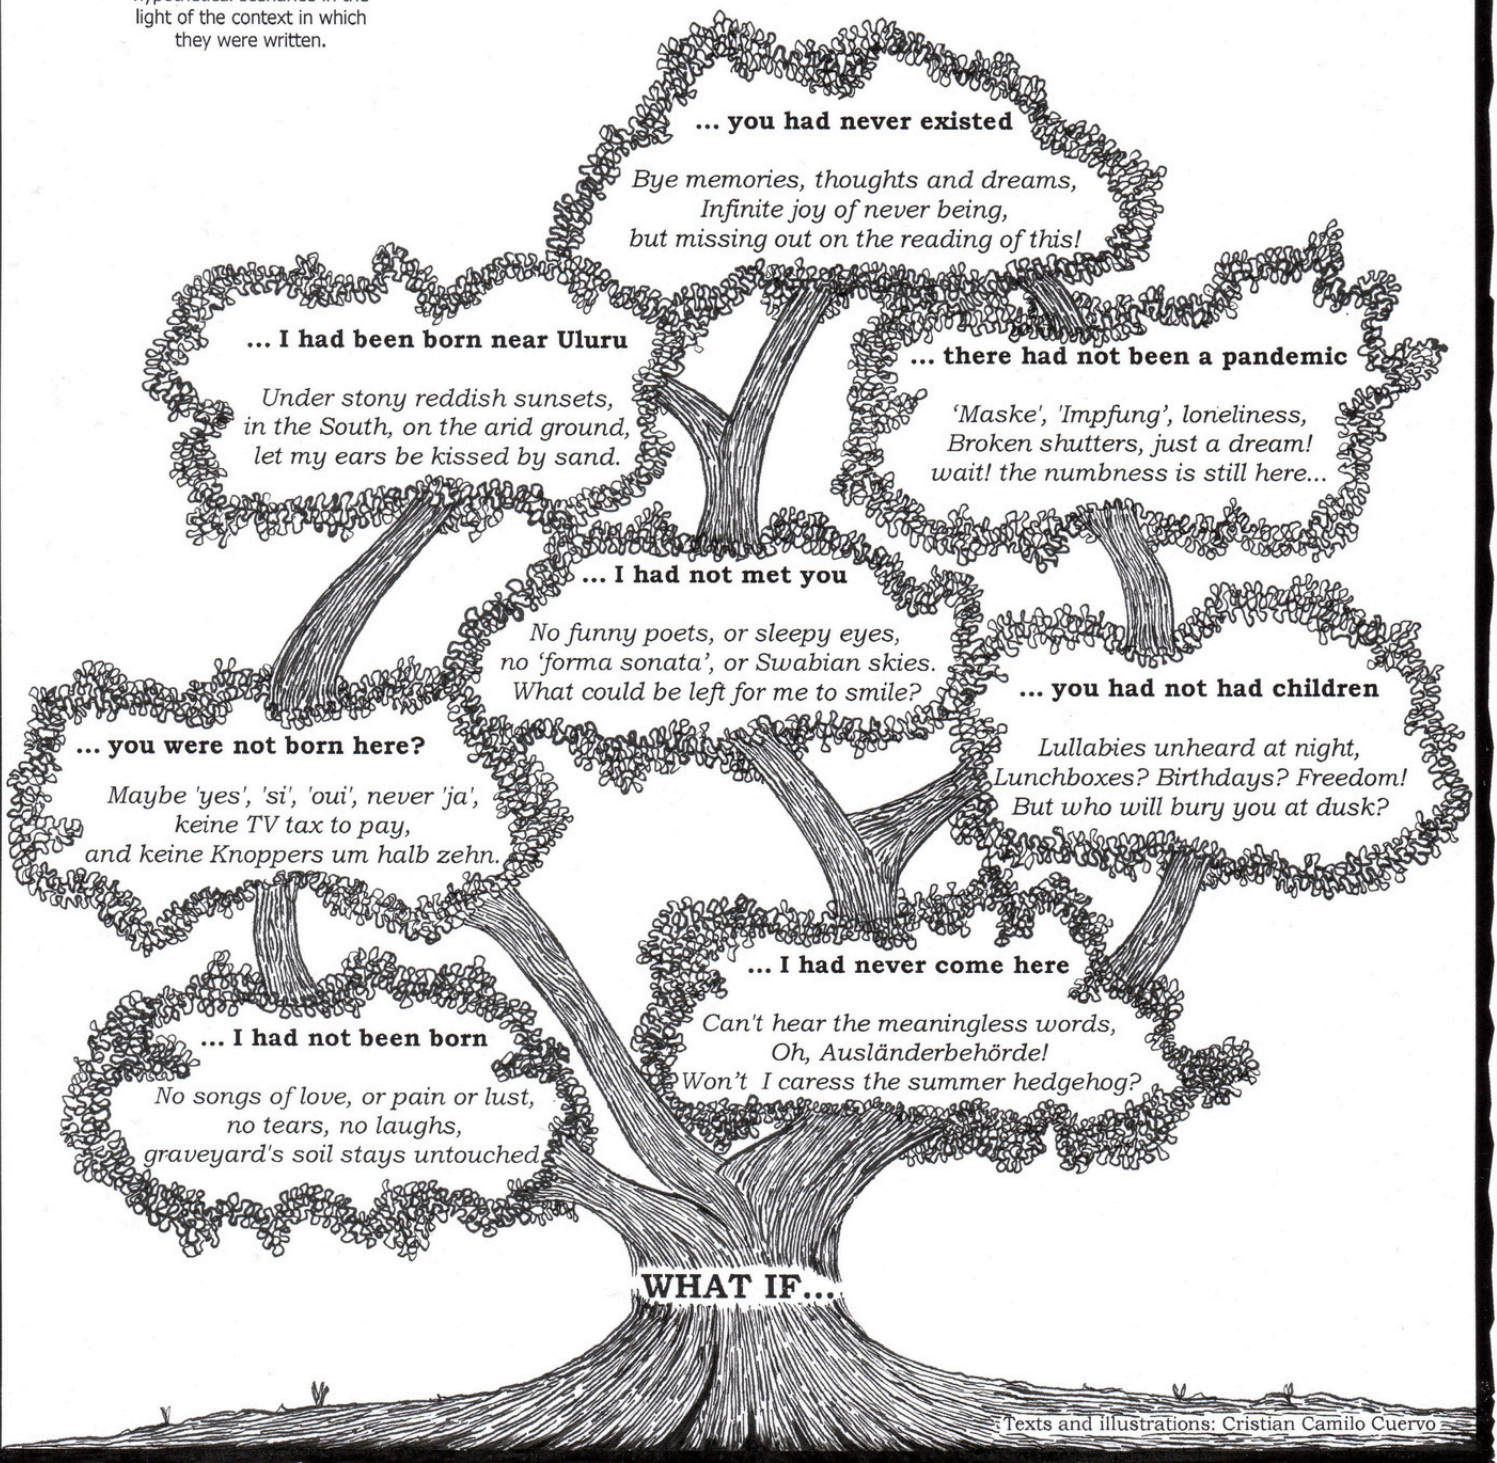 light of the context in which
they were written.
... you had never existed
Bye memories, thoughts and dreams,
Infinite joy of never being,
but missing out on the reading of this!
... I had been born near Uluru
Under stony reddish sunsets,
in the South, on the arid ground,
let my ears be kissed by sand.
... there had not been a pandemic
‘Maske', 'Impfung’, loneliness,
Broken shutters, just a dream!
wait! the numbness is still here...
... I had not met you
No funny poets, or sleepy eyes,
no ‘forma sonata’, or Swabian skies.
What could be left for me to smile?
... you had not had children
Lullabies unheard at night,
Lunchboxes? Birthdays? Freedom!
But who will bury you at dusk?
... you were not born here?
Maybe 'yes', 'si', 'oui', never 'ja',
keine TV tax to pay,
and keine Knoppers um halb zehn.
... I had never come here
Can't hear the meaningless words,
Oh, Ausländerbehörde!
Won’t I caress the summer hedgehog?
... I had not been born
No songs of love, or pain or lust,
no tears, no laughs,
graveyard's soil stays untouched
WHAT IF...
Texts and illustrations: Cristian Camilo Cuervo